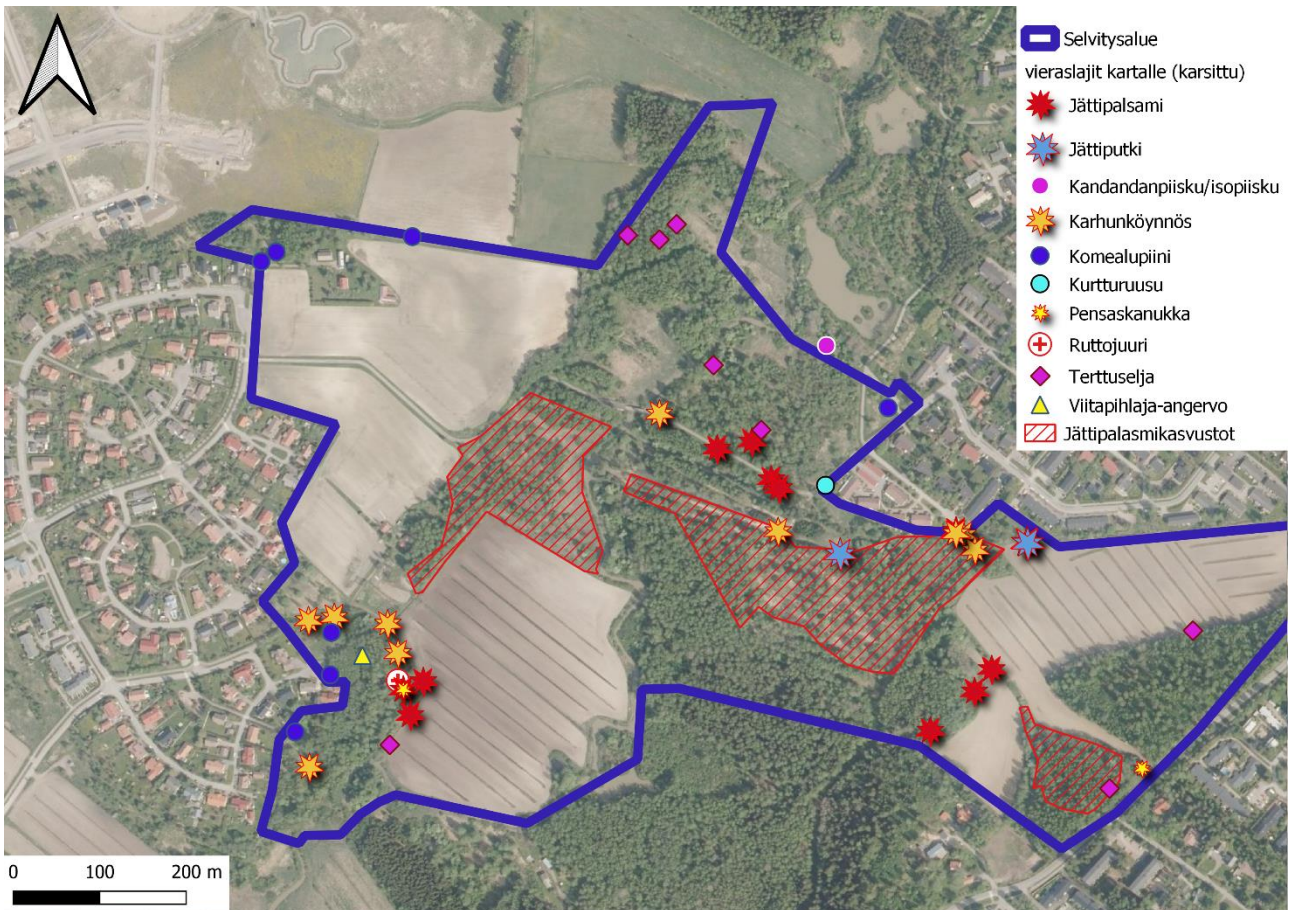 Selvitysalue
vieraslajit kartalle (karsittu)
Jättipalsami
Jättiputki
Kandandanpiisku/isopiisku
Karhunköynnös
Komealupiini
Kurtturuusu
Pensaskanukka
Ruttojuuri
Terttuselja
Viitapihlaja-angervo
Jättipalasmikasvustot
0 100 200 m